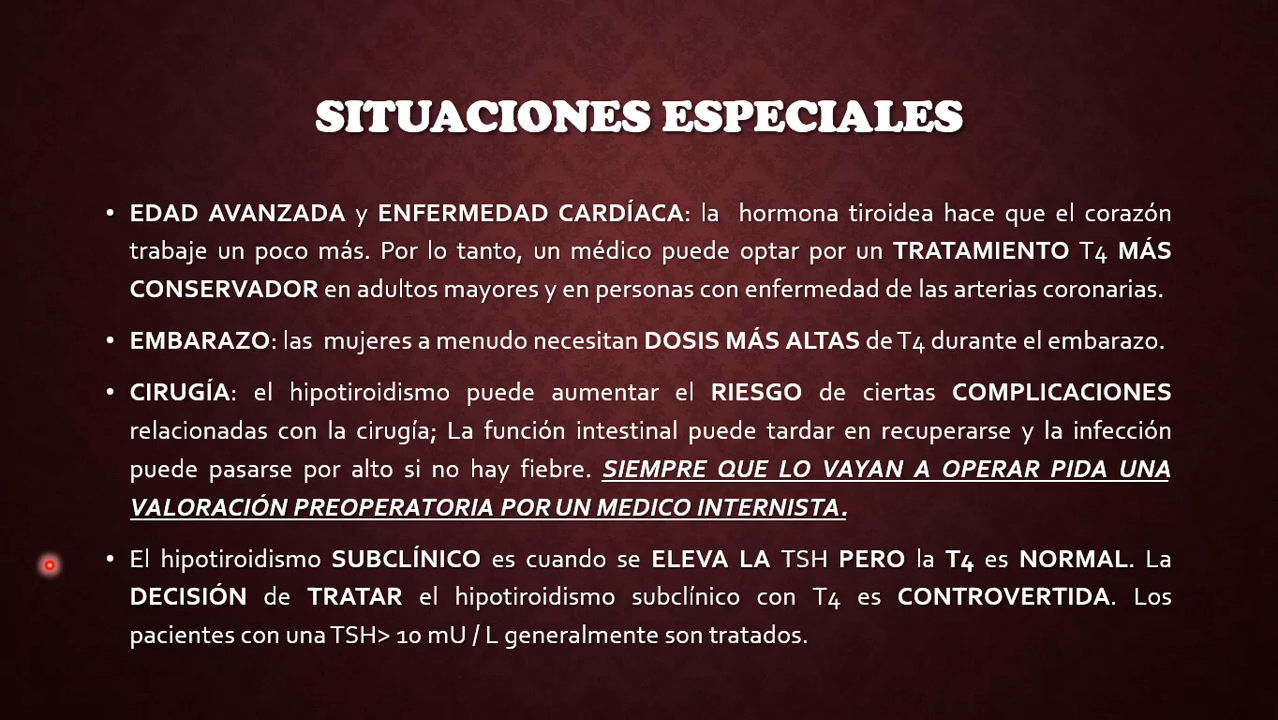 SITUACIONES ESPECIALES
• EDAD AVANZADA y ENFERMEDAD CARDÍACA: la hormona tiroidea hace que el corazón
trabaje un poco más. Por lo tanto, un médico puede optar por un TRATAMIENTO T4 MÁS
CONSERVADOR en adultos mayores y en personas con enfermedad de las arterias coronarias.
• EMBARAZO: las mujeres a menudo necesitan DOSIS MÁS ALTAS de T4 durante el embarazo.
• CIRUGÍA: el hipotiroidismo puede aumentar el RIESGO de ciertas COMPLICACIONES
relacionadas con la cirugía; La función intestinal puede tardar en recuperarse y la infección
puede pasarse por alto si no hay fiebre. SIEMPRE QUE LO VAYAN A OPERAR PIDA UNA
VALORACIÓN PREOPERATORIA POR UN MEDICO INTERNISTA.
• El hipotiroidismo SUBCLÍNICO es cuando se ELEVA LA TSH PERO la T4 es NORMAL. La
DECISIÓN de TRATAR el hipotiroidismo subclínico con T4 es CONTROVERTIDA. Los
pacientes con una TSH> 10 mU / L generalmente son tratados.